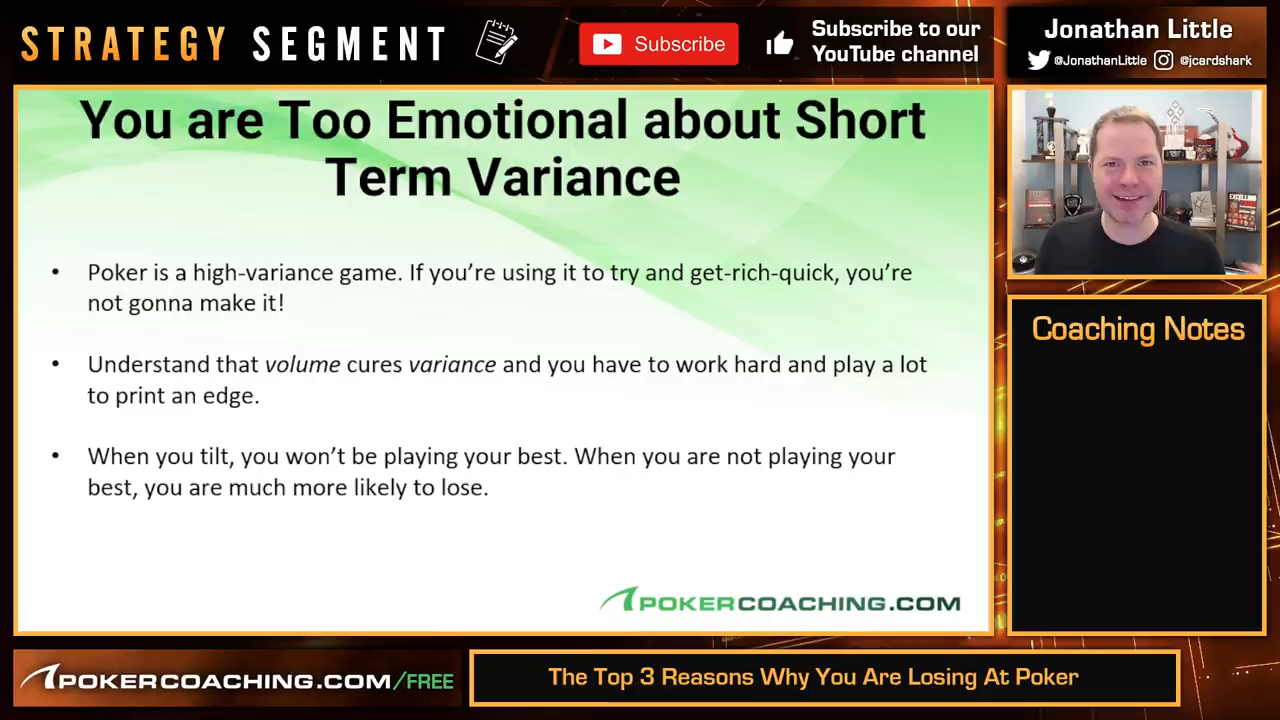 STRATEGY SEGMENT
Subscribe
Subscribe to our
YouTube channel
Jonathan Little
@JonathanLittle @jcardshark
You are Too Emotional about Short
Term Variance
• Poker is a high-variance game. If you're using it to try and get-rich-quick, you're
not gonna make it!
• Understand that volume cures variance and you have to work hard and play a lot
to print an edge.
• When you tilt, you won't be playing your best. When you are not playing your
best, you are much more likely to lose.
POKERCOACHING.COM
EXCELLING
Coaching Notes
POKERCOACHING.COM/FREE
The Top 3 Reasons Why You Are Losing At Poker